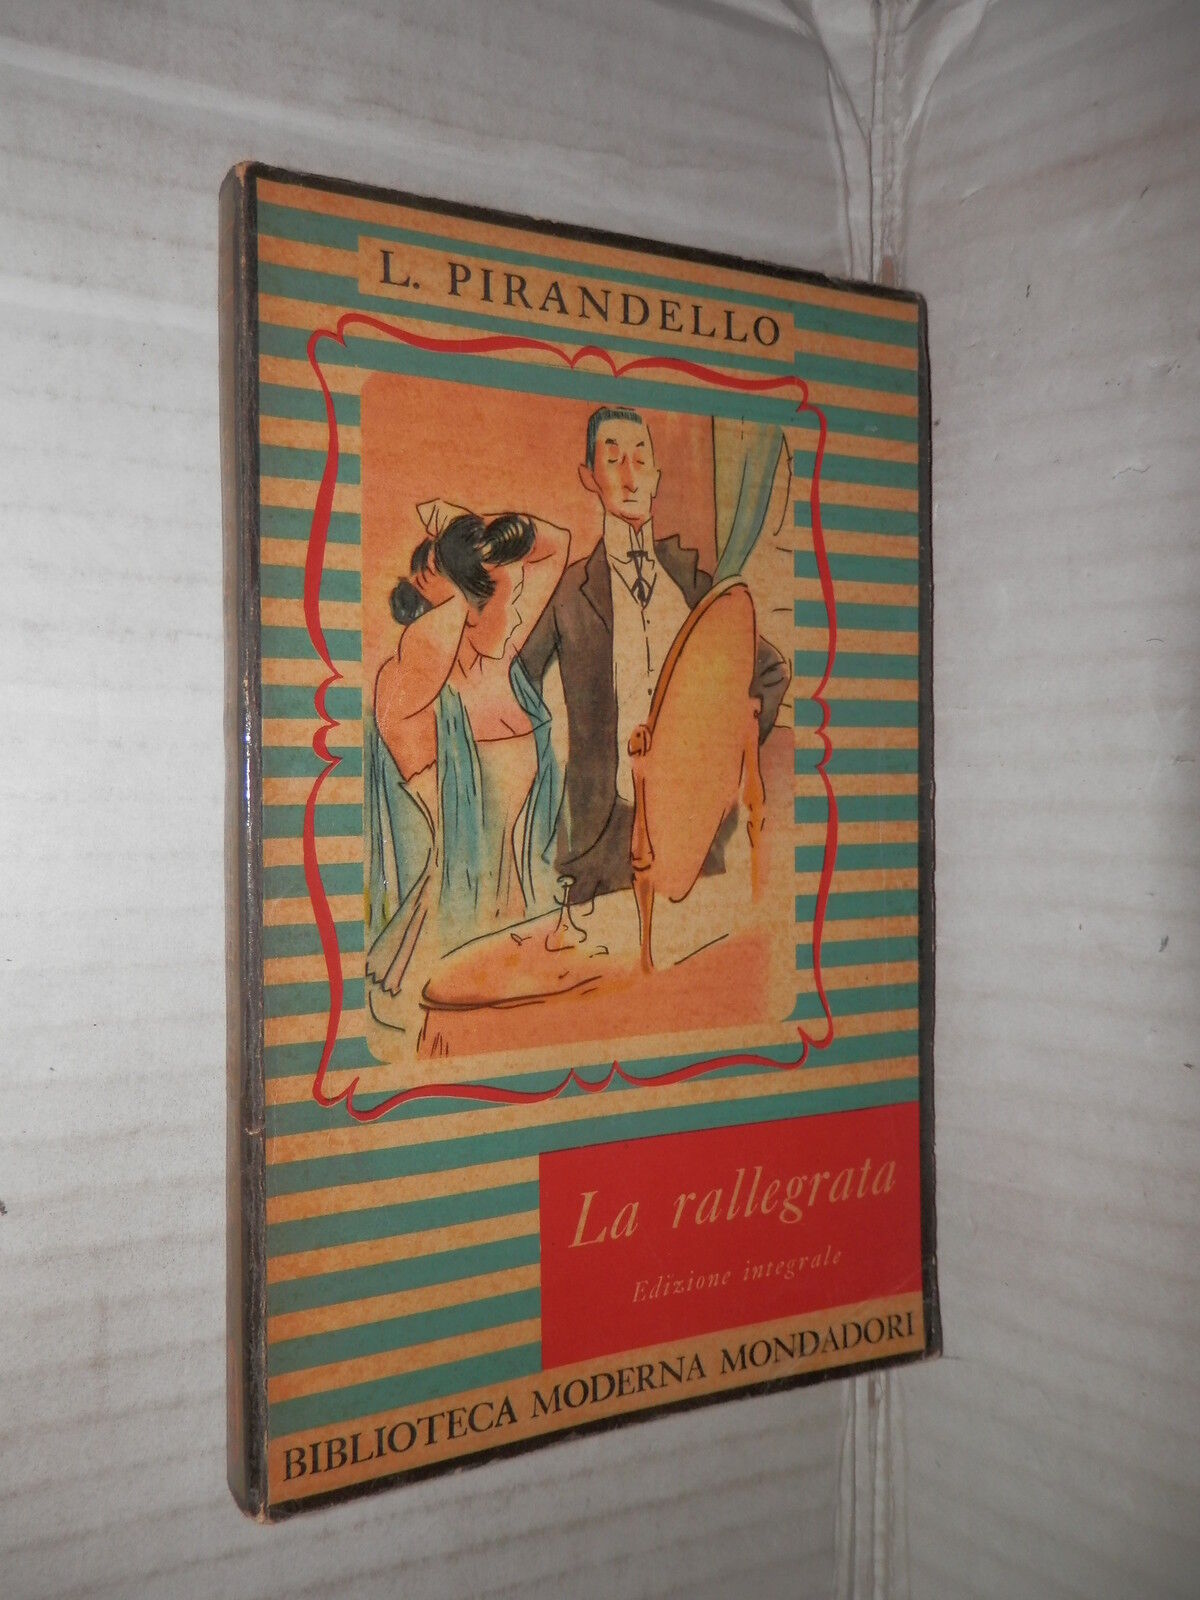 L. PIRANDELLO
La rallegrata
Edizione integrale
BIBLIOTECA MODERNA MONDADORI